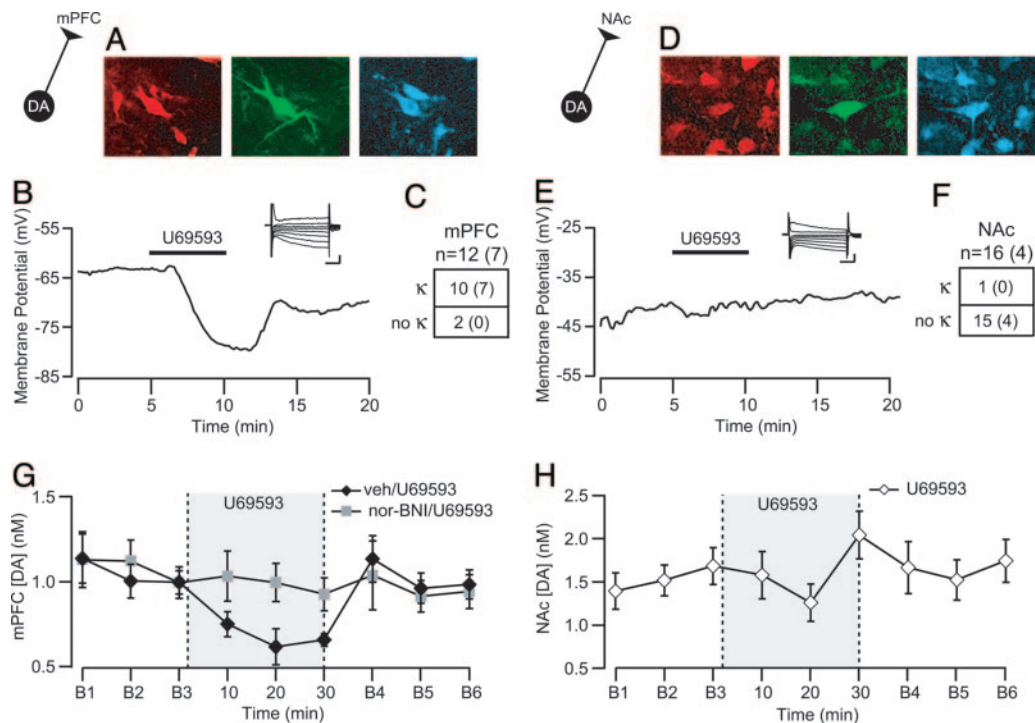 mPFC
A
DA
NAc
D
DA
B
Membrane Potential (mV)
-55
-65
-75
-85
U69593
0
5
10
15
20
Time (min)
C
mPFC
n=12 (7)
κ 10 (7)
no κ 2 (0)
E
Membrane Potential (mV)
-25
-35
-45
-55
U69593
0
5
10
15
20
Time (min)
F
NAc
n=16 (4)
κ 1 (0)
no κ 15 (4)
G
mPFC [DA] (nM)
1.5
1.0
0.5
U69593
veh/U69593
nor-BNI/U69593
B1 B2 B3 10 20 30 B4 B5 B6
Time (min)
H
NAc [DA] (nM)
2.5
2.0
1.5
1.0
0.5
U69593
U69593
B1 B2 B3 10 20 30 B4 B5 B6
Time (min)